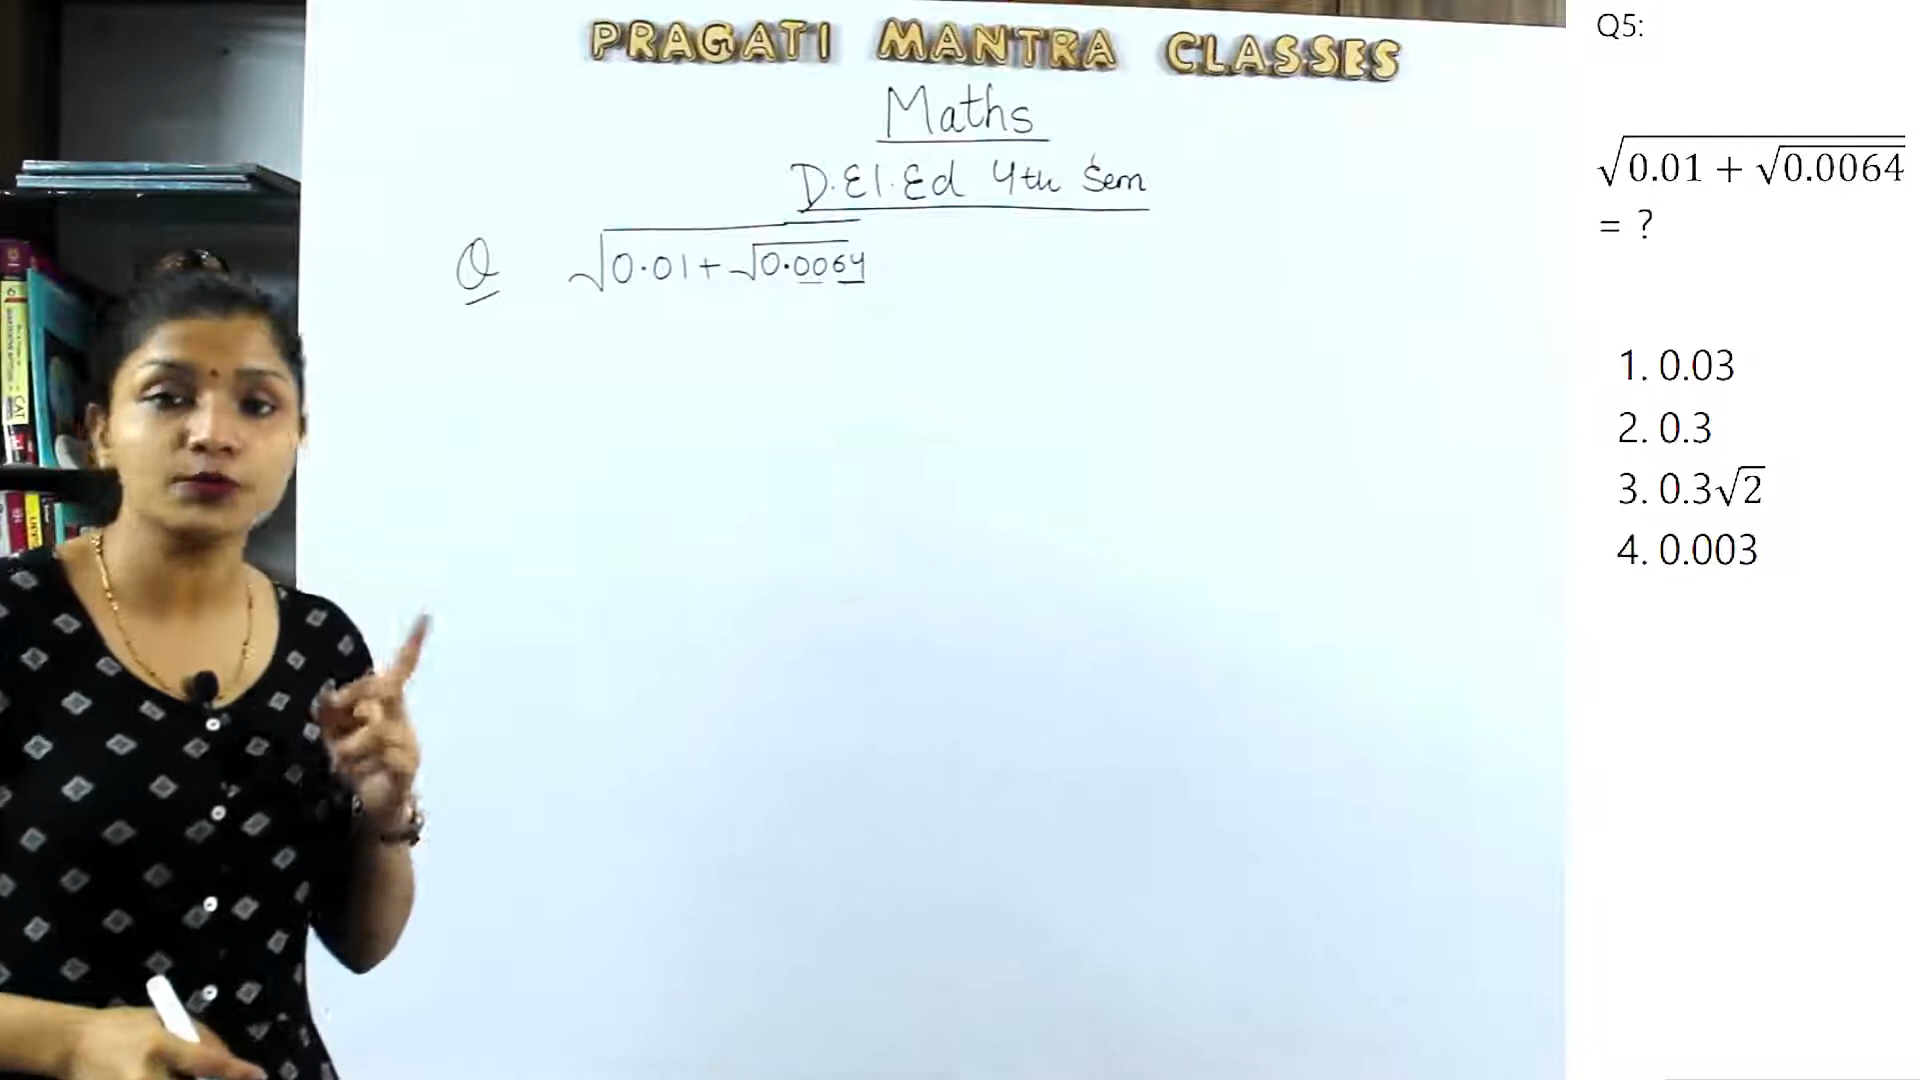 PRAGATI MANTRA CLASSES
Maths
D.El.Ed 4th Sem
Q √0.01+√0.0064
CAT
Q5:
√0.01 + √0.0064
= ?
1. 0.03
2. 0.3
3. 0.3√2
4. 0.003